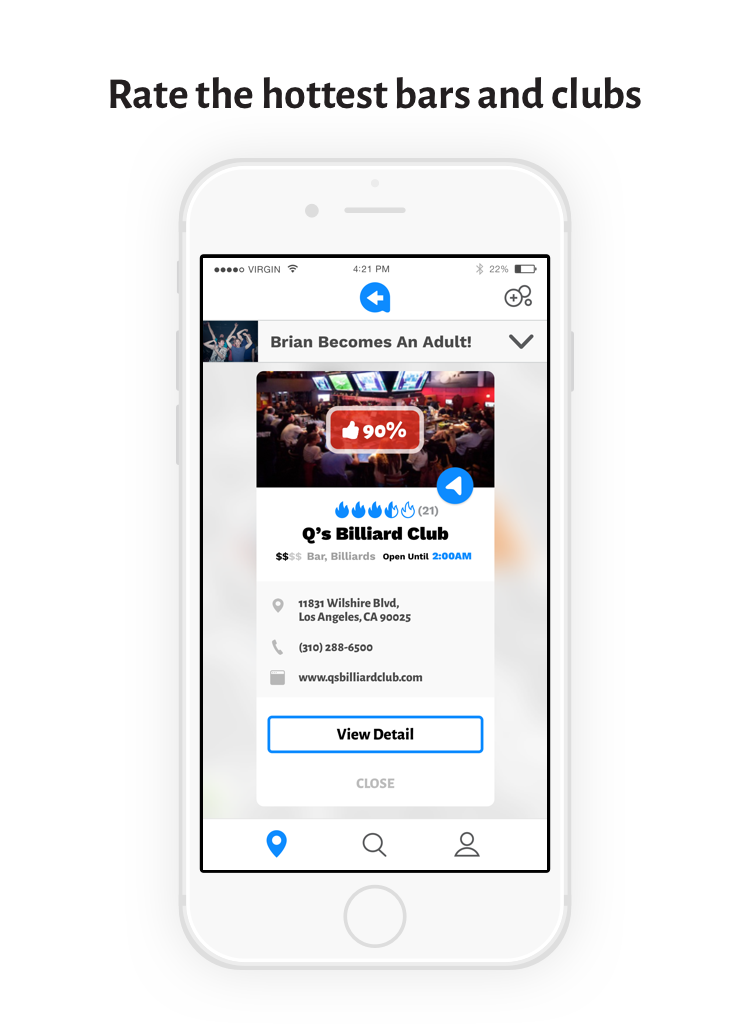 Rate the hottest bars and clubs
VIRGIN 4:21 PM 22%
Brian Becomes An Adult!
90%
(21)
Q's Billiard Club
$$$$ Bar, Billiards Open Until 2:00AM
11831 Wilshire Blvd,
Los Angeles, CA 90025
(310) 288-6500
www.qsbilliardclub.com
View Detail
CLOSE